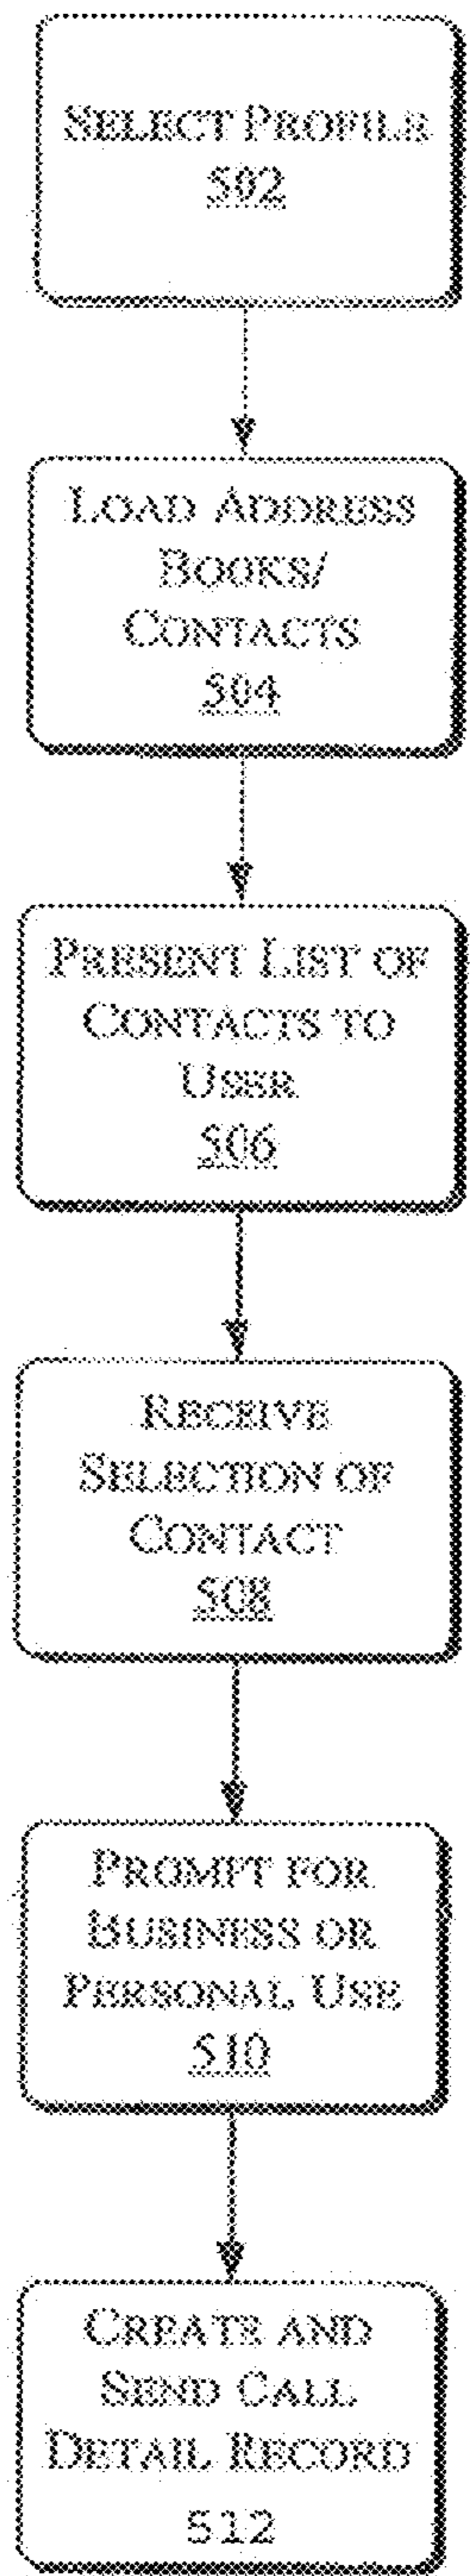 SELECT PROFILE
502
LOAD ADDRESS
BOOKS/
CONTACTS
504
PRESENT LIST OF
CONTACTS TO
USER
506
RECEIVE
SELECTION OF
CONTACT
508
PROMPT FOR
BUSINESS OR
PERSONAL USE
510
CREATE AND
SEND CALL
DETAIL RECORD
512